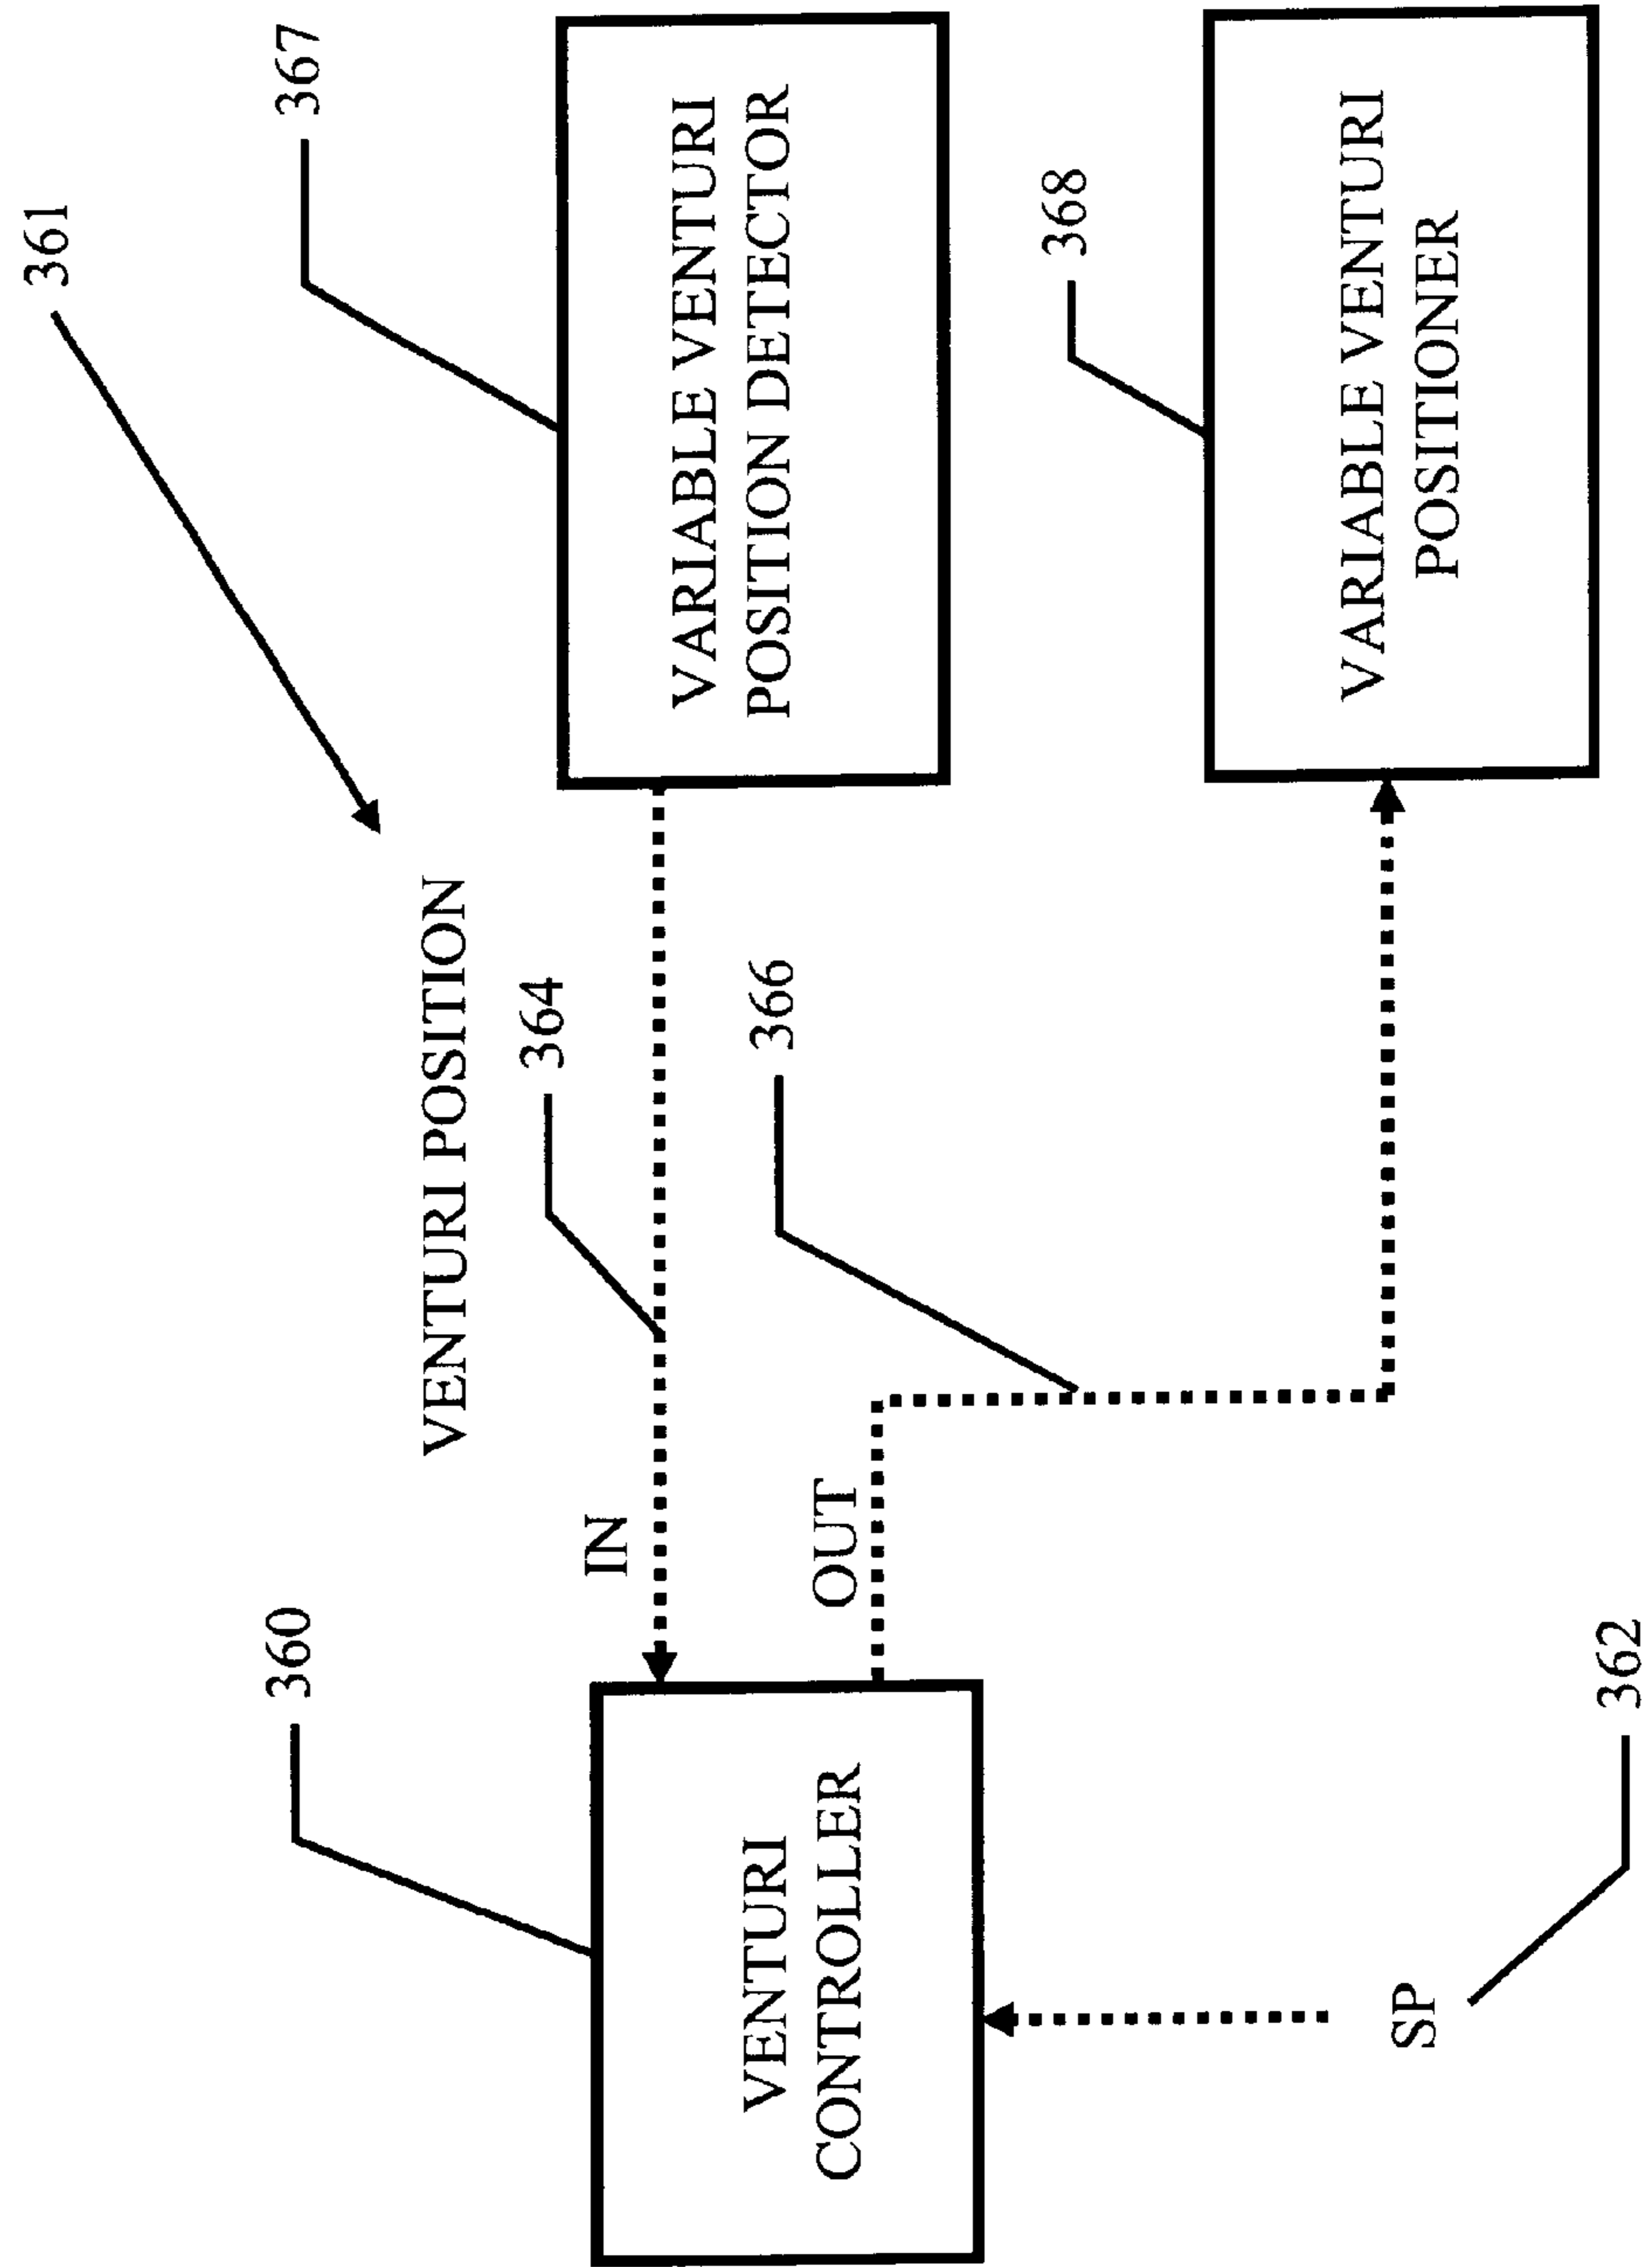 361
367
VARIABLE VENTURI
POSITION DETECTOR
VENTURI POSITION
364
IN
360
VENTURI
CONTROLLER
OUT
366
368
VARIABLE VENTURI
POSITIONER
SP
362